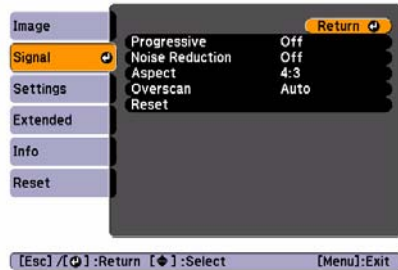 Image
Signal
Settings
Extended
Info
Reset
Return
Progressive Off
Noise Reduction Off
Aspect 4:3
Overscan Auto
Reset
[Esc] /[ ] :Return [ ] :Select [Menu]:Exit